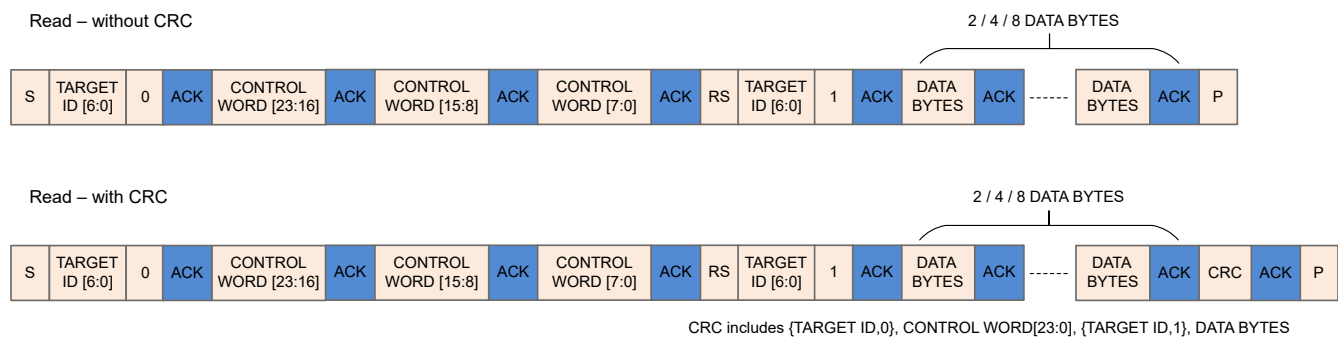 Read – without CRC
2 / 4 / 8 DATA BYTES
S
TARGET
ID [6:0]
0
ACK
CONTROL
WORD [23:16]
ACK
CONTROL
WORD [15:8]
ACK
CONTROL
WORD [7:0]
ACK
RS
TARGET
ID [6:0]
1
ACK
DATA
BYTES
ACK
DATA
BYTES
ACK
P
Read – with CRC
2 / 4 / 8 DATA BYTES
S
TARGET
ID [6:0]
0
ACK
CONTROL
WORD [23:16]
ACK
CONTROL
WORD [15:8]
ACK
CONTROL
WORD [7:0]
ACK
RS
TARGET
ID [6:0]
1
ACK
DATA
BYTES
ACK
DATA
BYTES
ACK
CRC
ACK
P
CRC includes {TARGET ID,0}, CONTROL WORD[23:0], {TARGET ID,1}, DATA BYTES